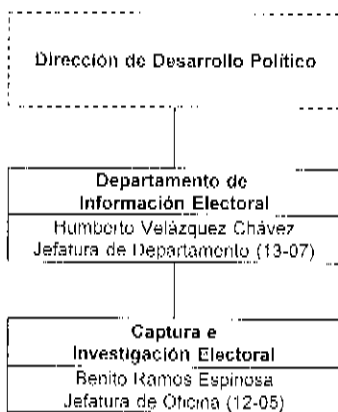 Dirección de Desarrollo Político
Departamento de
Información Electoral
Humberto Velázquez Chávez
Jefatura de Departamento (13-07)
Captura e
Investigación Electoral
Benito Ramos Espinosa
Jefatura de Oficina (12-05)